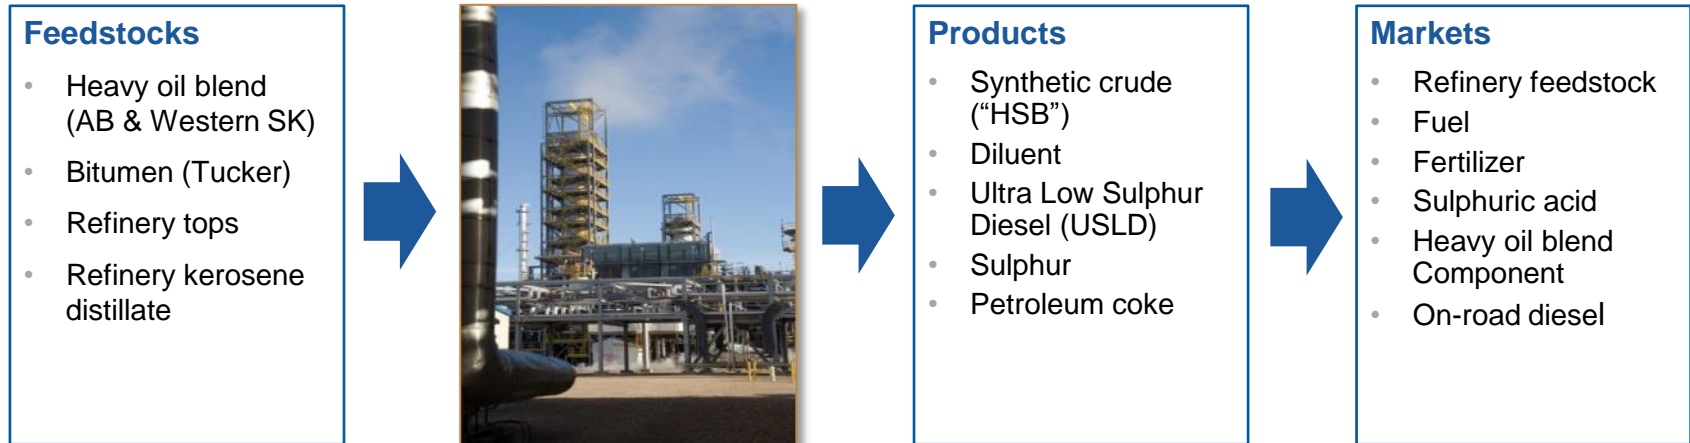 Feedstocks
• Heavy oil blend
(AB & Western SK)
• Bitumen (Tucker)
• Refinery tops
• Refinery kerosene
distillate
Products
• Synthetic crude
(“HSB”)
• Diluent
• Ultra Low Sulphur
Diesel (USLD)
• Sulphur
• Petroleum coke
Markets
• Refinery feedstock
• Fuel
• Fertilizer
• Sulphuric acid
• Heavy oil blend
Component
• On-road diesel